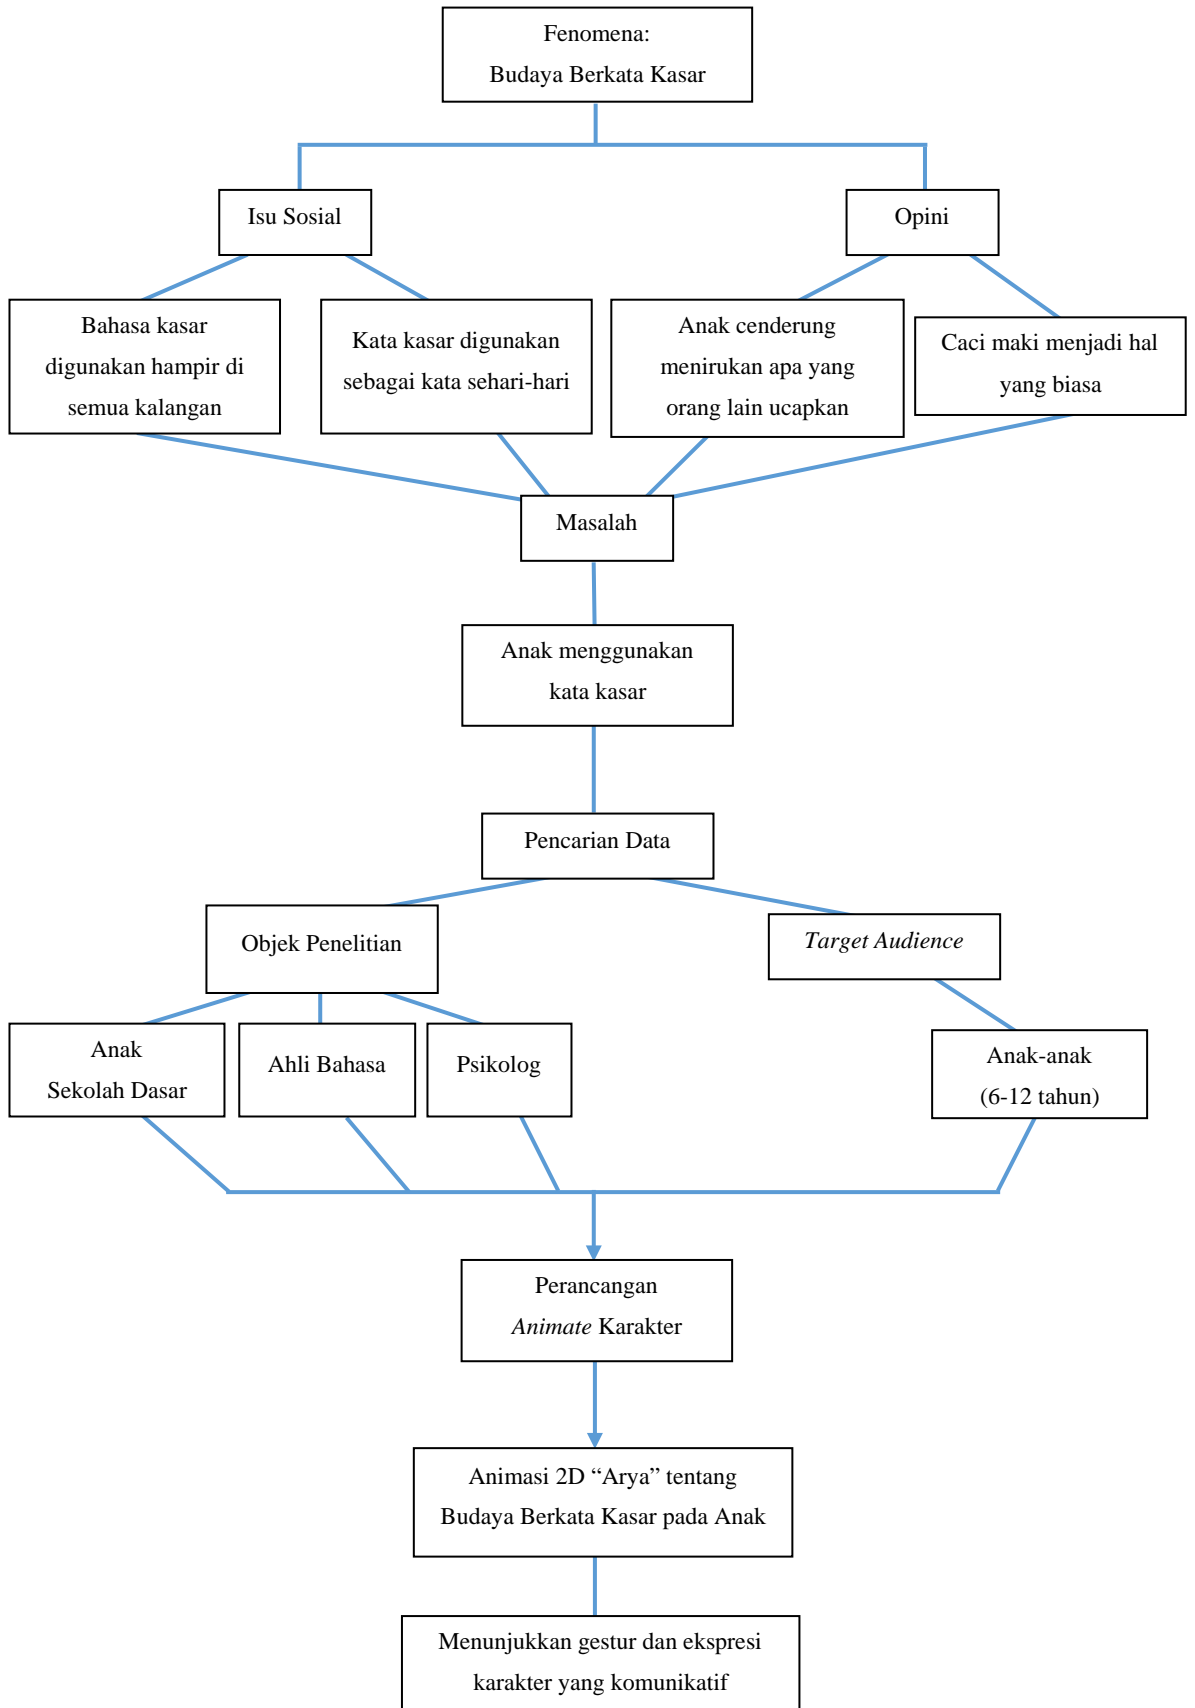 Fenomena:
Budaya Berkata Kasar
Isu Sosial
Opini
Bahasa kasar
digunakan hampir di
semua kalangan
Kata kasar digunakan
sebagai kata sehari-hari
Anak cenderung
menirukan apa yang
orang lain ucapkan
Caci maki menjadi hal
yang biasa
Masalah
Anak menggunakan
kata kasar
Pencarian Data
Objek Penelitian
Target Audience
Anak
Sekolah Dasar
Ahli Bahasa
Psikolog
Anak-anak
(6-12 tahun)
Perancangan
Animate Karakter
Animasi 2D “Arya” tentang
Budaya Berkata Kasar pada Anak
Menunjukkan gestur dan ekspresi
karakter yang komunikatif